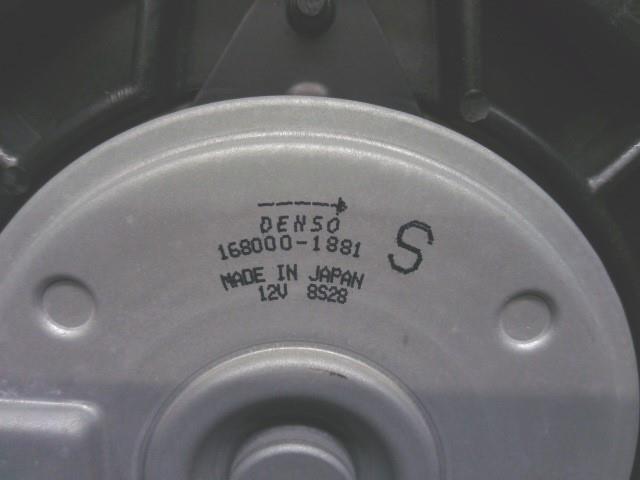 DENSO
168000-1881
S
MADE IN JAPAN
12V 8S28